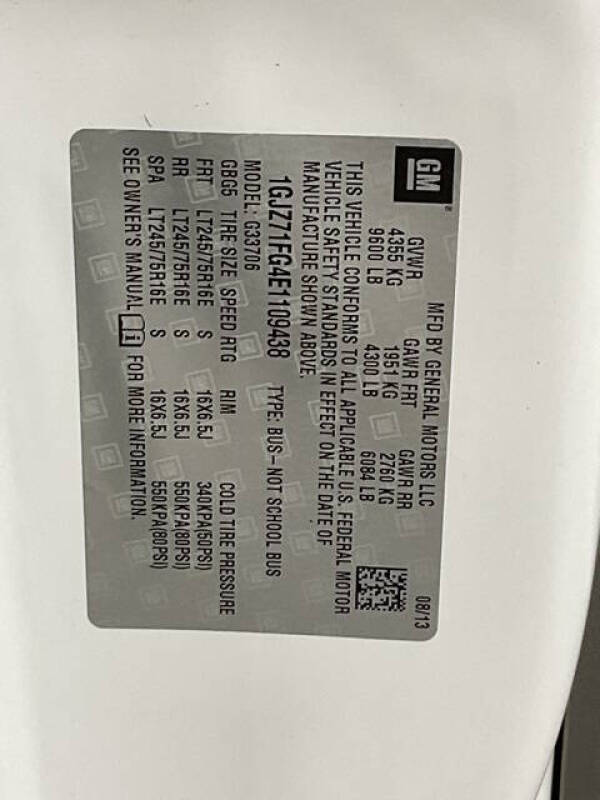 GM
MFD BY GENERAL MOTORS LLC 08/13
GVWR GAWR FRT GAWR RR
4355 KG 1951 KG 2760 KG
9600 LB 4300 LB 6084 LB
THIS VEHICLE CONFORMS TO ALL APPLICABLE U.S. FEDERAL MOTOR
VEHICLE SAFETY STANDARDS IN EFFECT ON THE DATE OF
MANUFACTURE SHOWN ABOVE.
1GJZ71FG4E1109438 TYPE: BUS–NOT SCHOOL BUS
MODEL: G33706
GBG5 TIRE SIZE SPEED RTG RIM COLD TIRE PRESSURE
FRT LT245/75R16E S 16X6.5J 340KPA(50PSI)
RR LT245/75R16E S 16X6.5J 550KPA(80PSI)
SPA LT245/75R16E S 16X6.5J 550KPA(80PSI)
SEE OWNER'S MANUAL FOR MORE INFORMATION.